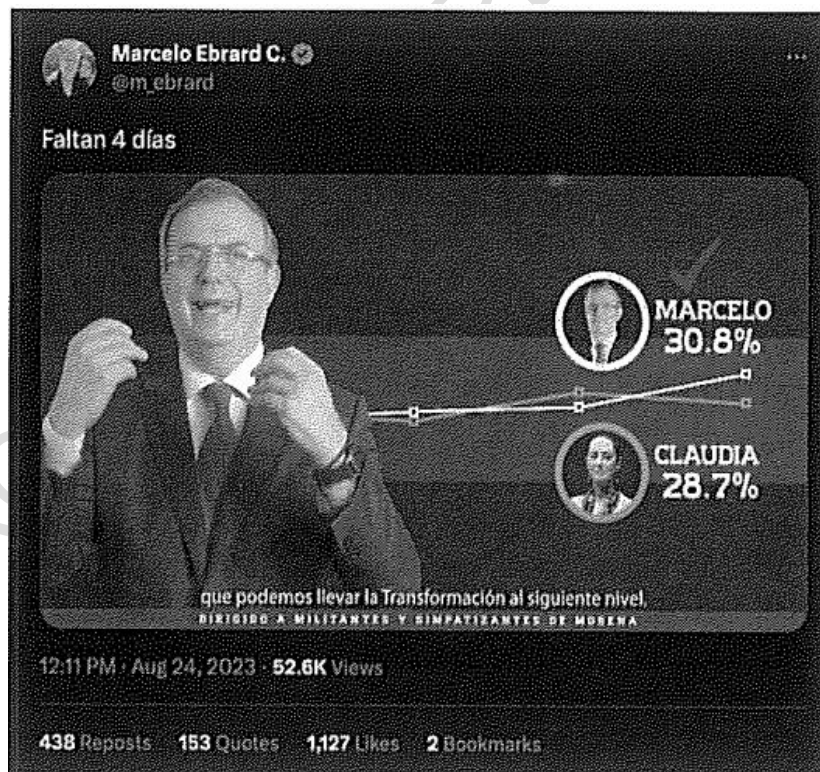 Marcelo Ebrard C.
@m_ebrard
Faltan 4 días
MARCELO
30.8%
CLAUDIA
28.7%
que podemos llevar la Transformación al siguiente nivel,
DIRIGIDO A MILITANTES Y SIMPATIZANTES DE MORENA
12:11 PM · Aug 24, 2023 · 52.6K Views
438 Reposts 153 Quotes 1,127 Likes 2 Bookmarks